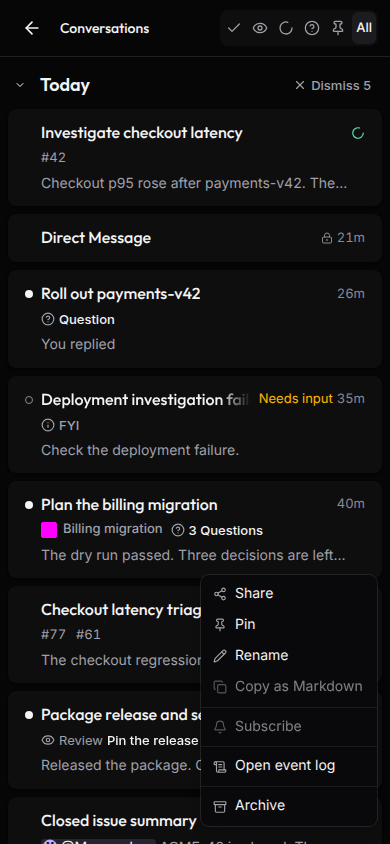 Conversations
All
Today
Dismiss 5
Investigate checkout latency
#42
Checkout p95 rose after payments-v42. The…
Direct Message
21m
Roll out payments-v42
26m
Question
You replied
Deployment investigation fail
Needs input 35m
FYI
Check the deployment failure.
Plan the billing migration
40m
Billing migration 3 Questions
The dry run passed. Three decisions are left…
Checkout latency triag
#77 #61
The checkout regression
Package release and se
Review Pin the release
Released the package.
Closed issue summary
Share
Pin
Rename
Copy as Markdown
Subscribe
Open event log
Archive